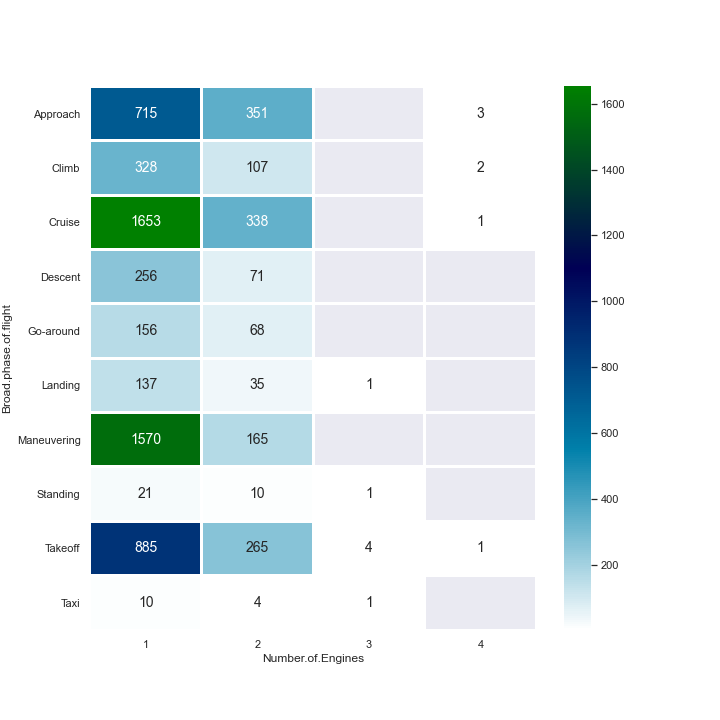 Approach 715 351 3
Climb 328 107 2
Cruise 1653 338 1
Descent 256 71
Go-around 156 68
Landing 137 35 1
Maneuvering 1570 165
Standing 21 10 1
Takeoff 885 265 4 1
Taxi 10 4 1
1 2 3 4
Number.of.Engines
Broad.phase.of.flight
1600
1400
1200
1000
800
600
400
200